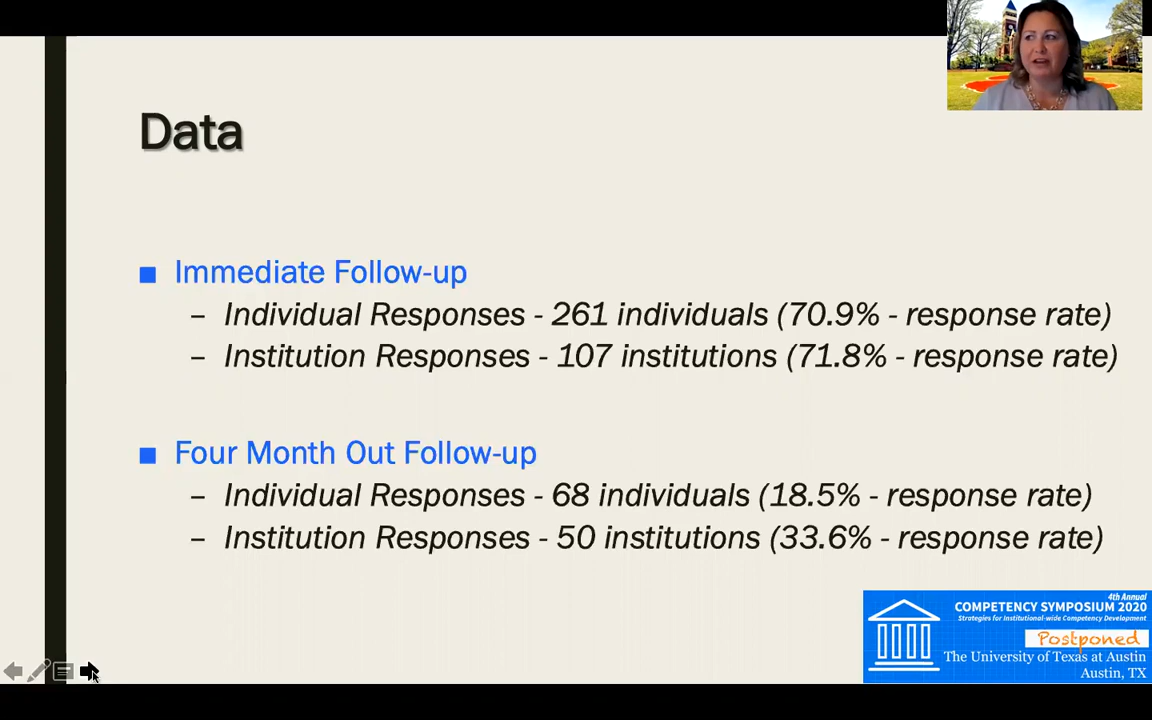 Data
■ Immediate Follow-up
– Individual Responses - 261 individuals (70.9% - response rate)
– Institution Responses - 107 institutions (71.8% - response rate)
■ Four Month Out Follow-up
– Individual Responses - 68 individuals (18.5% - response rate)
– Institution Responses - 50 institutions (33.6% - response rate)
4th Annual
COMPETENCY SYMPOSIUM 2020
Strategies for Institutional-wide Competency Development
Postponed
The University of Texas at Austin
Austin, TX